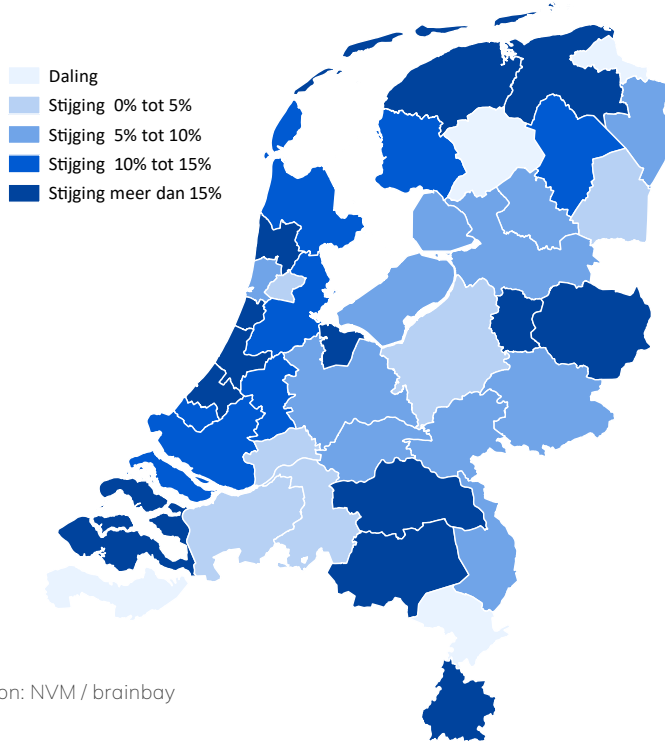 Daling
Stijging 0% tot 5%
Stijging 5% tot 10%
Stijging 10% tot 15%
Stijging meer dan 15%
on: NVM / brainbay